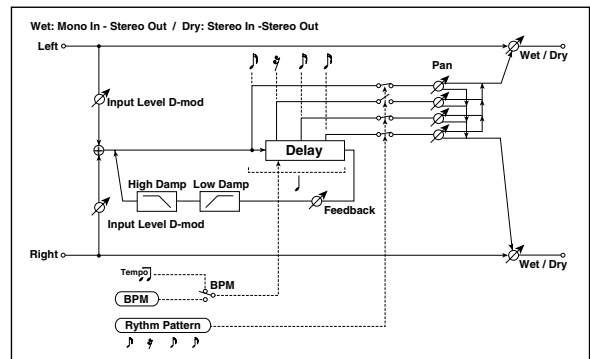 Wet: Mono In - Stereo Out / Dry: Stereo In -Stereo Out
Left
Wet / Dry
Pan
Input Level D-mod
Delay
High Damp
Low Damp
Feedback
Input Level D-mod
Right
Wet / Dry
Tempo
BPM
BPM
Rythm Pattern